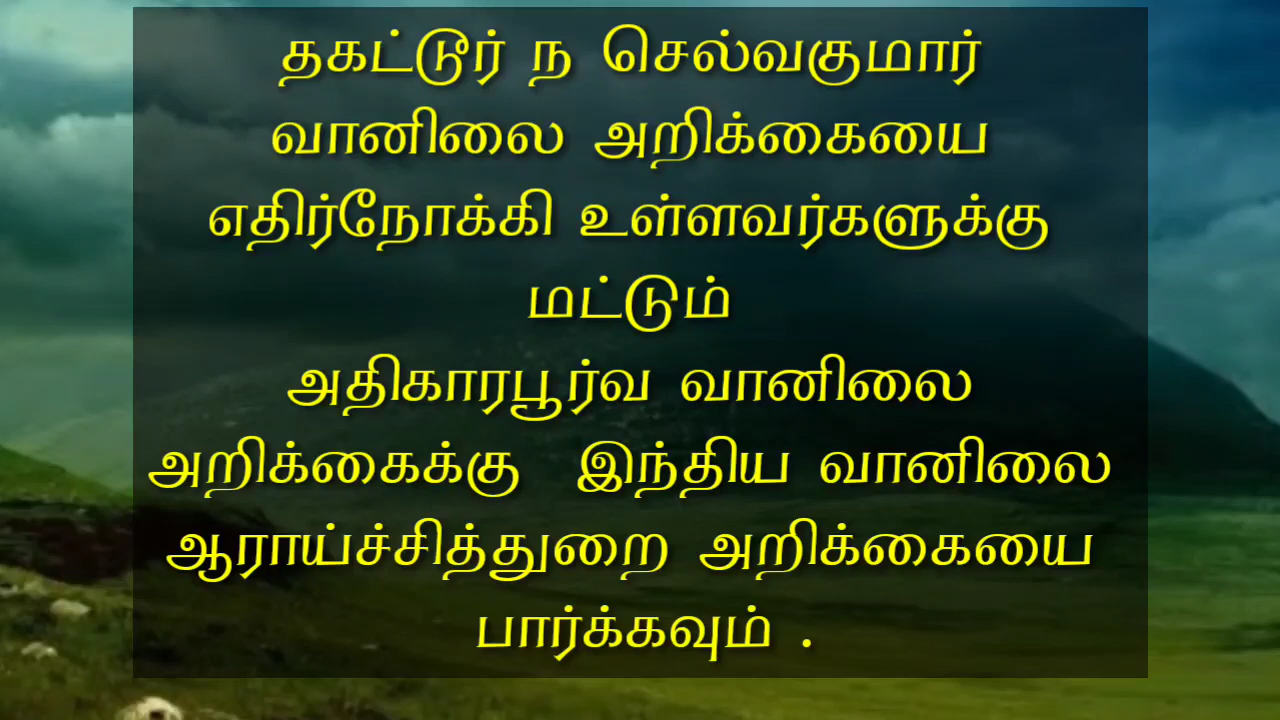 தகட்டூர் ந செல்வகுமார்
வானிலை அறிக்கையை
எதிர்நோக்கி உள்ளவர்களுக்கு
மட்டும்
அதிகாரபூர்வ வானிலை
அறிக்கைக்கு இந்திய வானிலை
ஆராய்ச்சித்துறை அறிக்கையை
பார்க்கவும் .